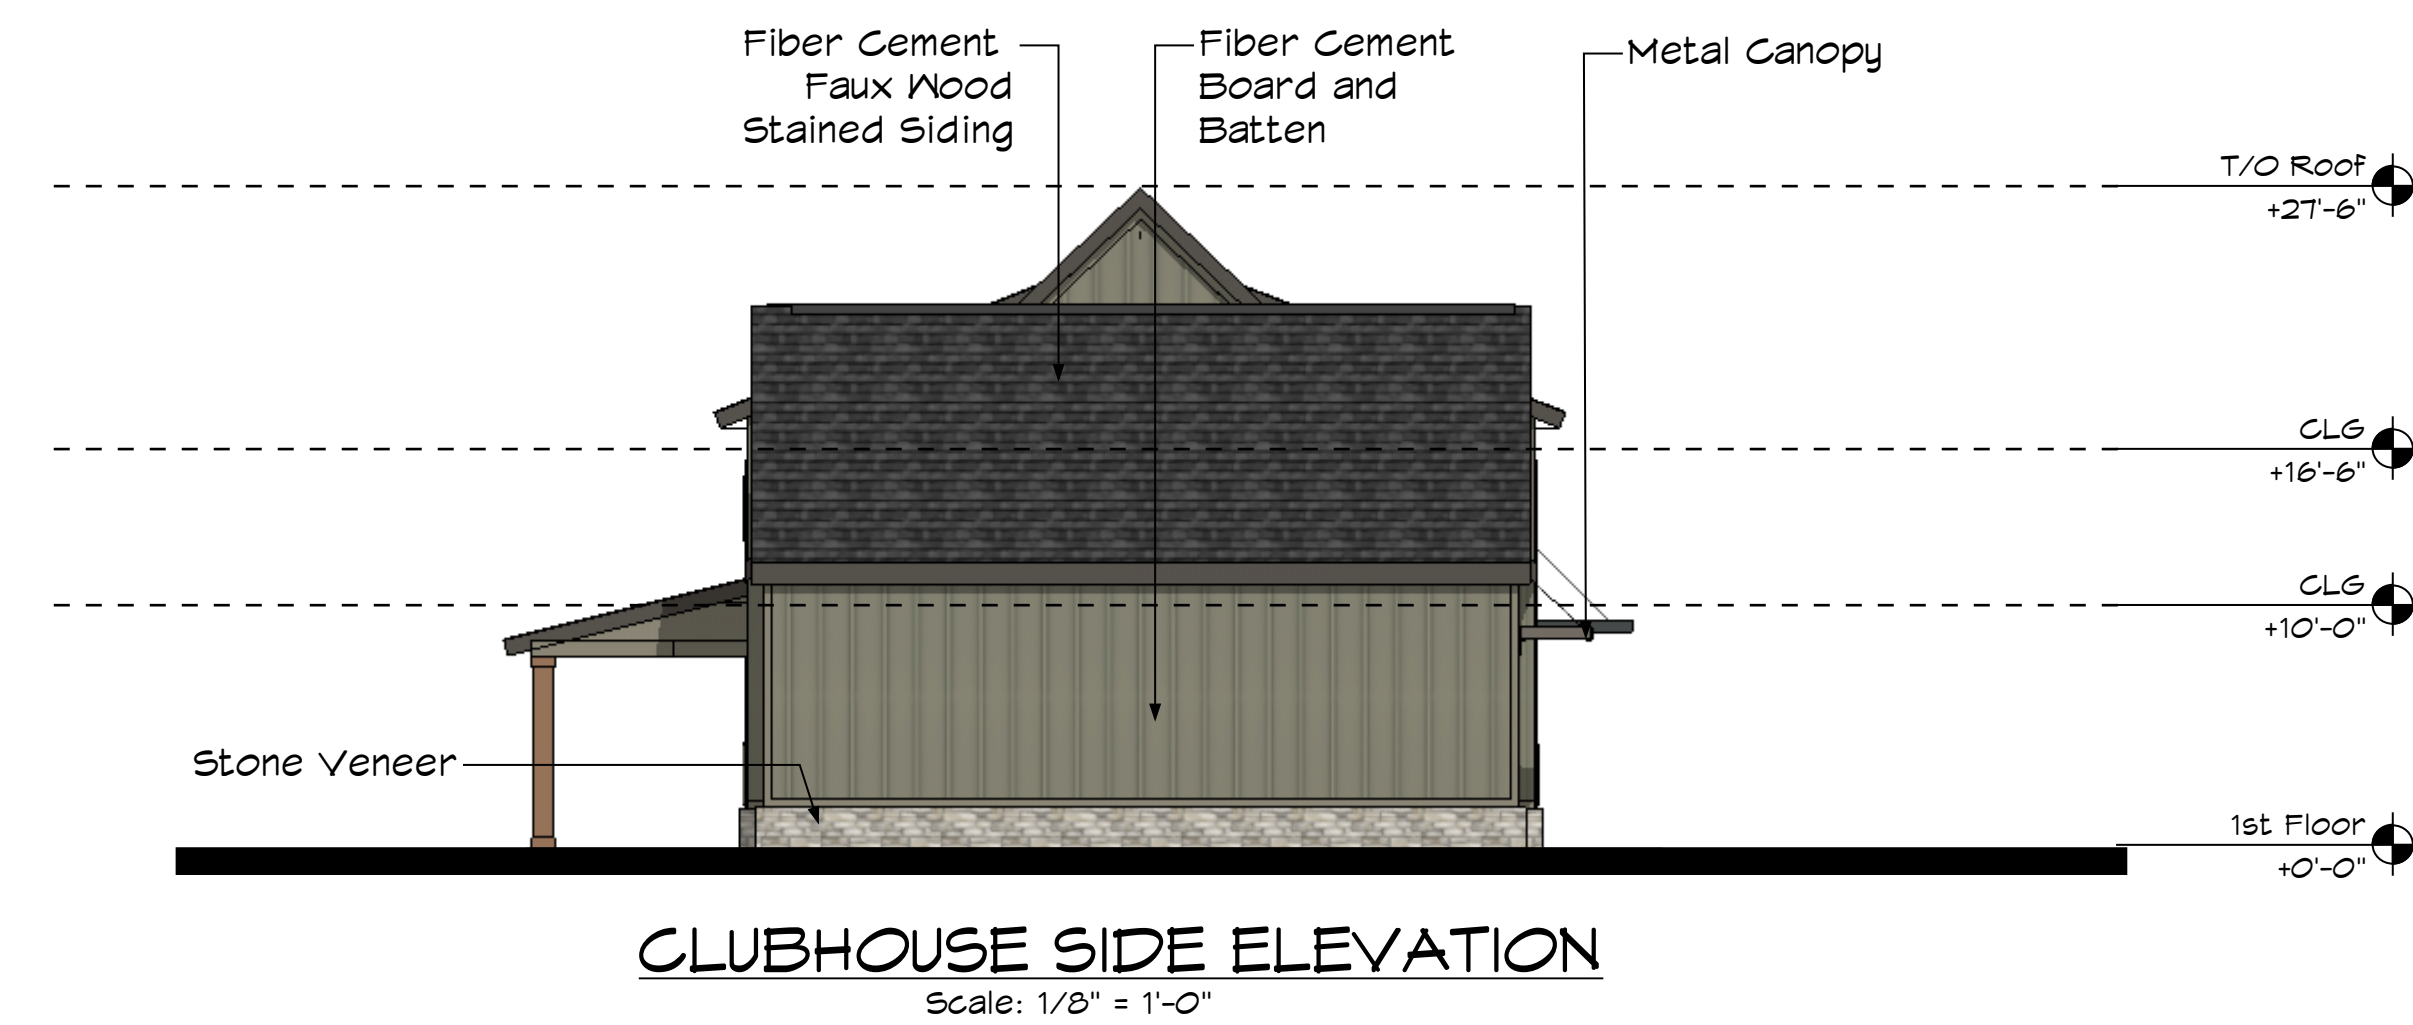 Fiber Cement
Faux Wood
Stained Siding
Fiber Cement
Board and
Batten
Metal Canopy
T/O Roof
+27'-6"
CLG
+16'-6"
CLG
+10'-0"
Stone Veneer
1st Floor
+0'-0"
CLUBHOUSE SIDE ELEVATION
Scale: 1/8" = 1'-0"